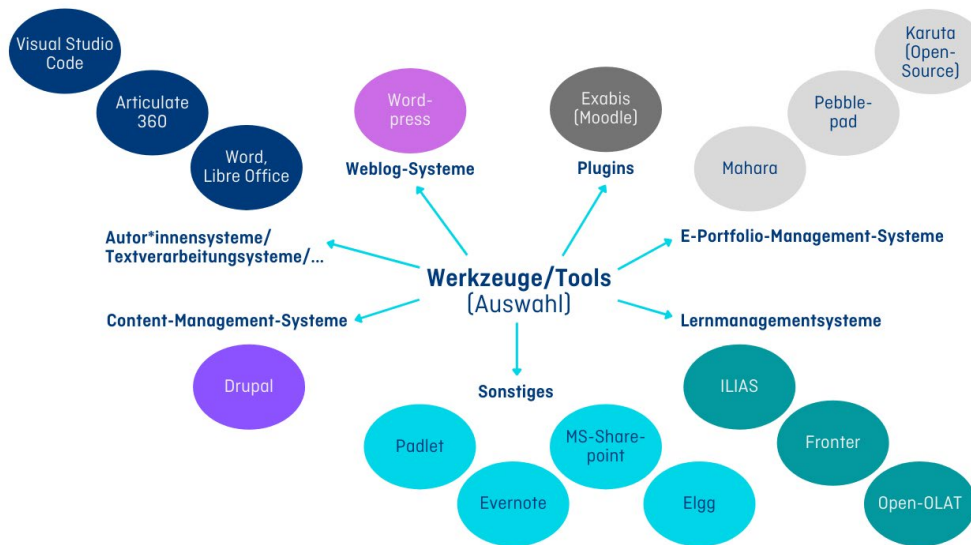 Visual Studio
Code
Articulate
360
Word,
Libre Office
Autor*innensysteme/
Textverarbeitungsysteme/...
Word-
press
Weblog-Systeme
Exabis
(Moodle)
Plugins
Karuta
(Open-
Source)
Pebble-
pad
Mahara
E-Portfolio-Management-Systeme
Werkzeuge/Tools
(Auswahl)
Content-Management-Systeme
Drupal
Sonstiges
Padlet
Evernote
MS-Share-
point
Elgg
Lernmanagementsysteme
ILIAS
Fronter
Open-OLAT